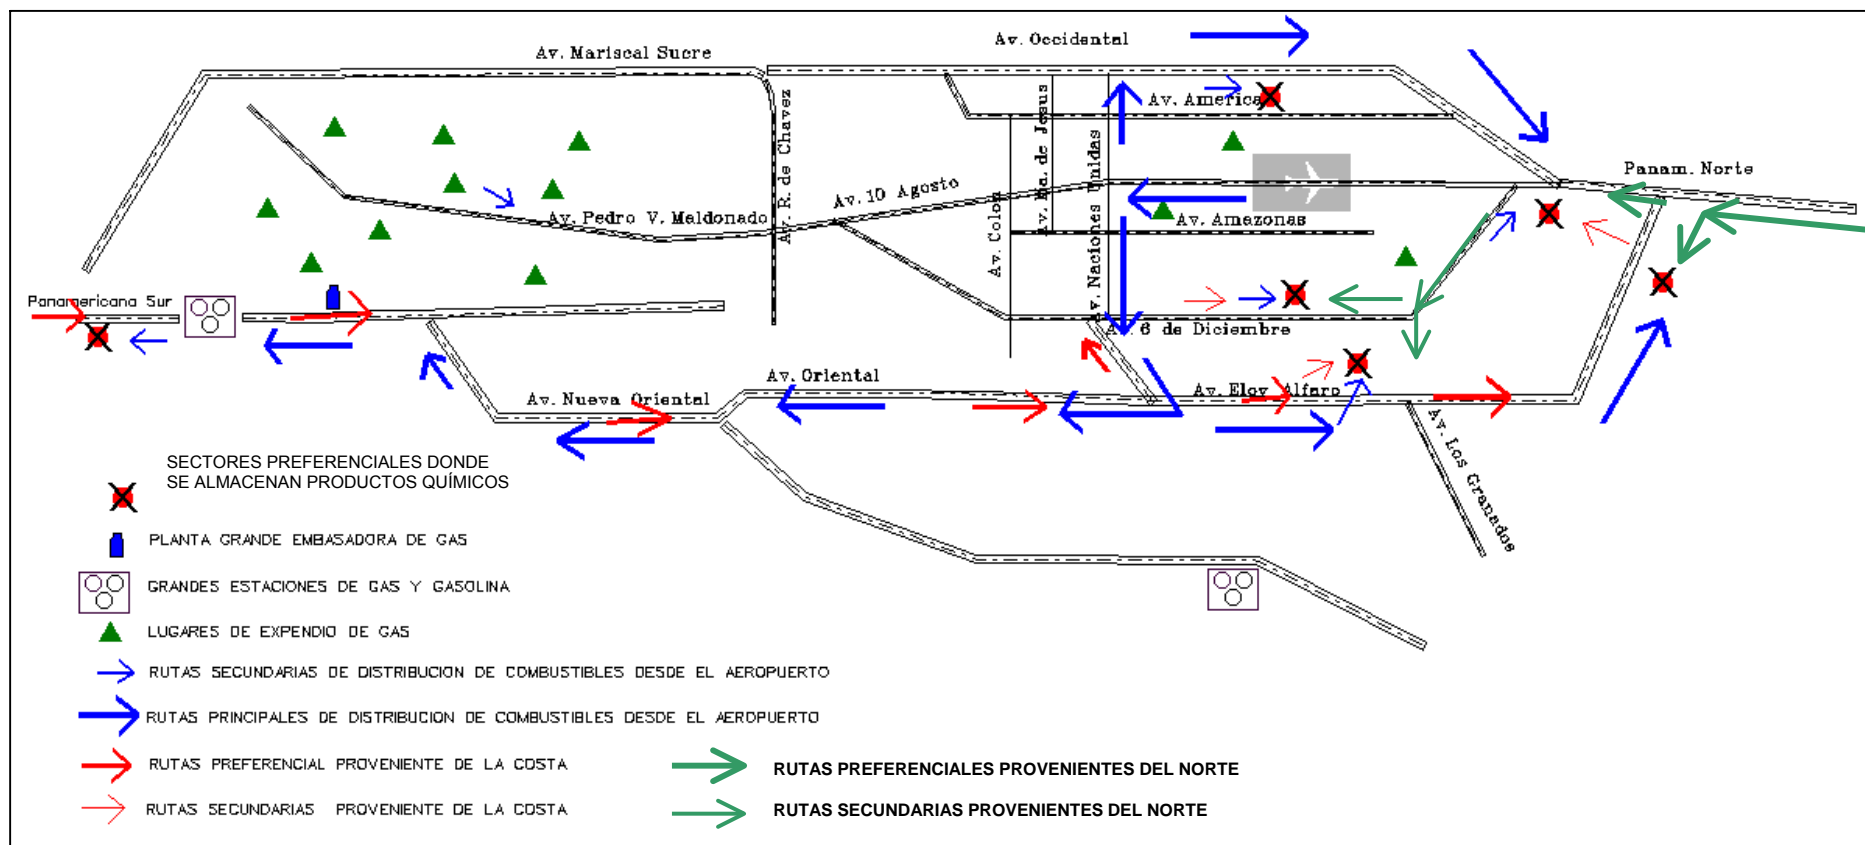 Av. Mariscal Sucre
Av. Occidental
Av. R. de Chavez
Av. America
Av. Ma. de Jesus
Av. Naciones Unidas
Av. Colon
Av. 10 Agosto
Av. Pedro V. Maldonado
Av. Amazonas
Panam. Norte
Panamericana Sur
Av. 6 de Diciembre
Av. Oriental
Av. Nueva Oriental
Av. Eloy Alfaro
Av. Los Granados
SECTORES PREFERENCIALES DONDE
SE ALMACENAN PRODUCTOS QUÍMICOS
PLANTA GRANDE EMBASADORA DE GAS
GRANDES ESTACIONES DE GAS Y GASOLINA
LUGARES DE EXPENDIO DE GAS
RUTAS SECUNDARIAS DE DISTRIBUCION DE COMBUSTIBLES DESDE EL AEROPUERTO
RUTAS PRINCIPALES DE DISTRIBUCION DE COMBUSTIBLES DESDE EL AEROPUERTO
RUTAS PREFERENCIAL PROVENIENTE DE LA COSTA
RUTAS SECUNDARIAS PROVENIENTE DE LA COSTA
RUTAS PREFERENCIALES PROVENIENTES DEL NORTE
RUTAS SECUNDARIAS PROVENIENTES DEL NORTE